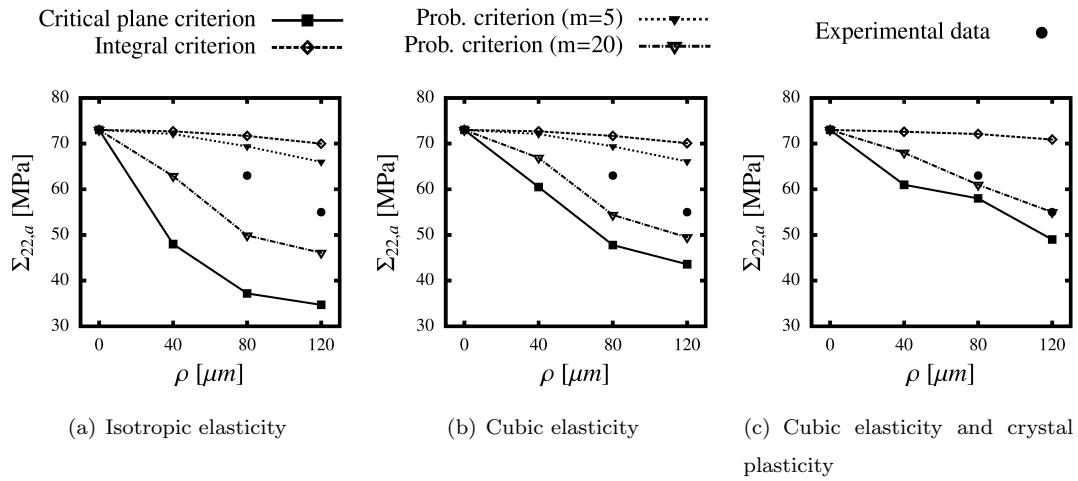 Critical plane criterion
Integral criterion
Prob. criterion (m=5)
Prob. criterion (m=20)
Experimental data
80
70
60
50
40
30
Σ22,a [MPa]
0 40 80 120
ρ [μm]
(a) Isotropic elasticity
80
70
60
50
40
30
Σ22,a [MPa]
0 40 80 120
ρ [μm]
(b) Cubic elasticity
80
70
60
50
40
30
Σ22,a [MPa]
0 40 80 120
ρ [μm]
(c) Cubic elasticity and crystal
plasticity